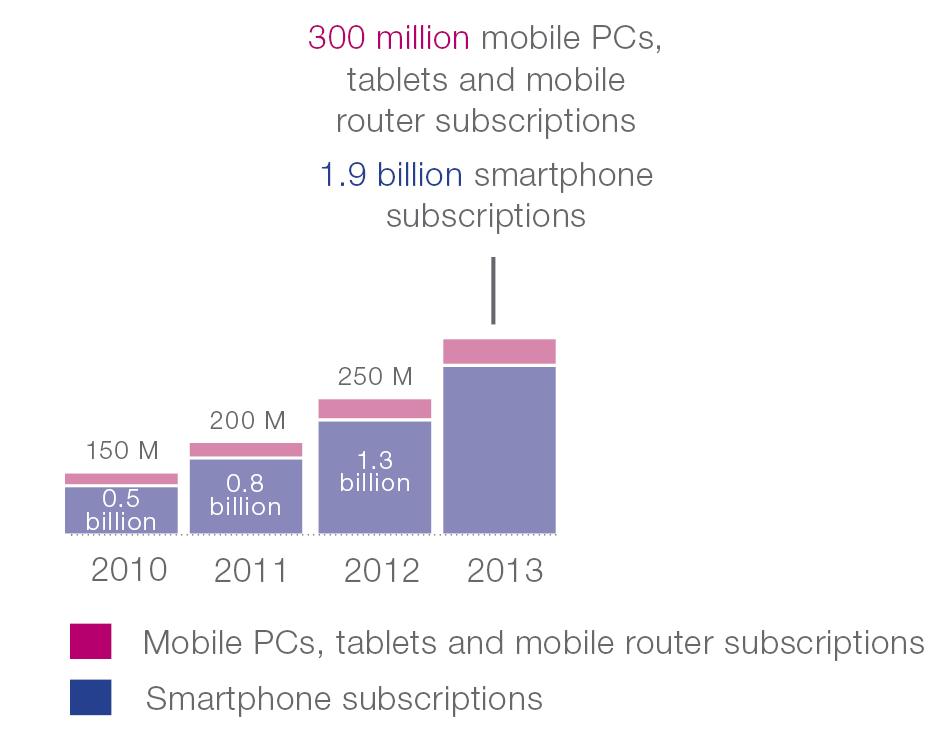 300 million mobile PCs,
tablets and mobile
router subscriptions
1.9 billion smartphone
subscriptions
250 M
200 M
150 M
1.3
billion
0.8
billion
0.5
billion
2010 2011 2012 2013
Mobile PCs, tablets and mobile router subscriptions
Smartphone subscriptions